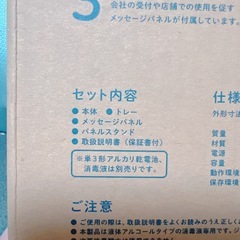 会社の受付や店舗での使用を促す
メッセージパネルが付属しています。
セット内容
● 本体 ● トレー
● メッセージパネル
● パネルスタンド
● 取扱説明書（保証書付）
※単3形アルカリ乾電池、
消毒液は別売りです。
仕様
外形寸法
質量
材質
電源
容量
動作環境
保存環境
ご注意
● ご使用の際は、取扱説明書をよくお読みのうえ正しく
● 本製品は液体アルコールタイプの消毒液専用です。